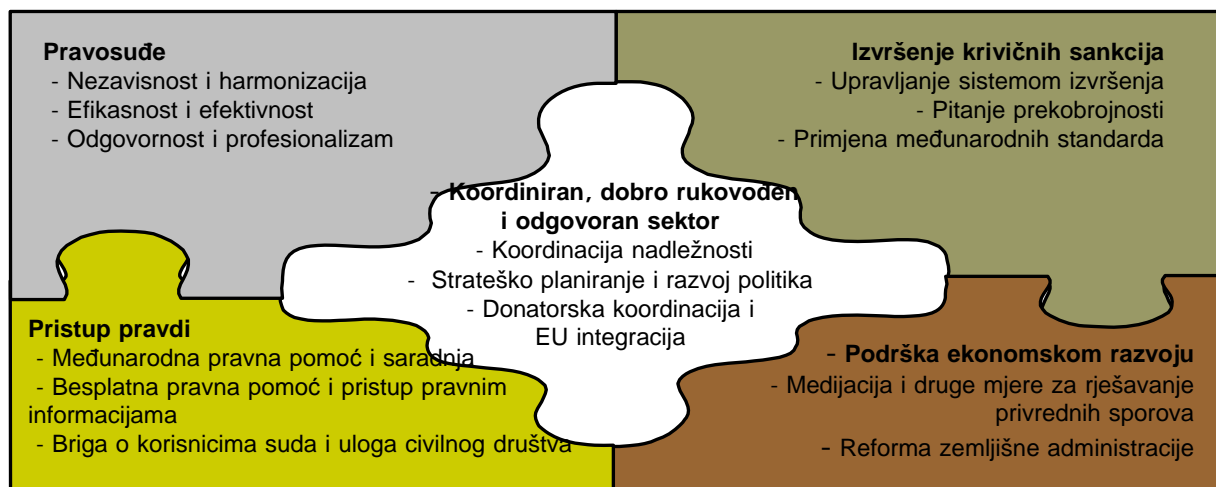 Pravosuđe
- Nezavisnost i harmonizacija
- Efikasnost i efektivnost
- Odgovornost i profesionalizam
Izvršenje krivičnih sankcija
- Upravljanje sistemom izvršenja
- Pitanje prekobrojnosti
- Primjena međunarodnih standarda
- Koordiniran, dobro rukovođen
i odgovoran sektor
- Koordinacija nadležnosti
- Strateško planiranje i razvoj politika
- Donatorska koordinacija i
EU integracija
Pristup pravdi
- Međunarodna pravna pomoć i saradnja
- Besplatna pravna pomoć i pristup pravnim
informacijama
- Briga o korisnicima suda i uloga civilnog društva
- Podrška ekonomskom razvoju
- Medijacija i druge mjere za rješavanje
privrednih sporova
- Reforma zemljišne administracije